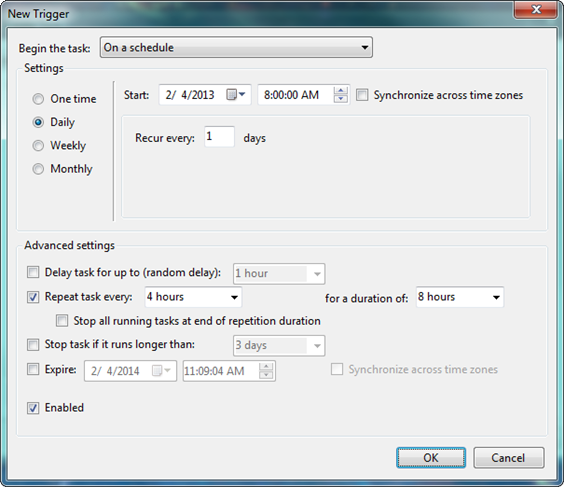 New Trigger
Begin the task: On a schedule
Settings
One time
Daily
Weekly
Monthly
Start: 2/ 4/2013 8:00:00 AM Synchronize across time zones
Recur every: 1 days
Advanced settings
Delay task for up to (random delay): 1 hour
Repeat task every: 4 hours for a duration of: 8 hours
Stop all running tasks at end of repetition duration
Stop task if it runs longer than: 3 days
Expire: 2/ 4/2014 11:09:04 AM Synchronize across time zones
Enabled
OK Cancel